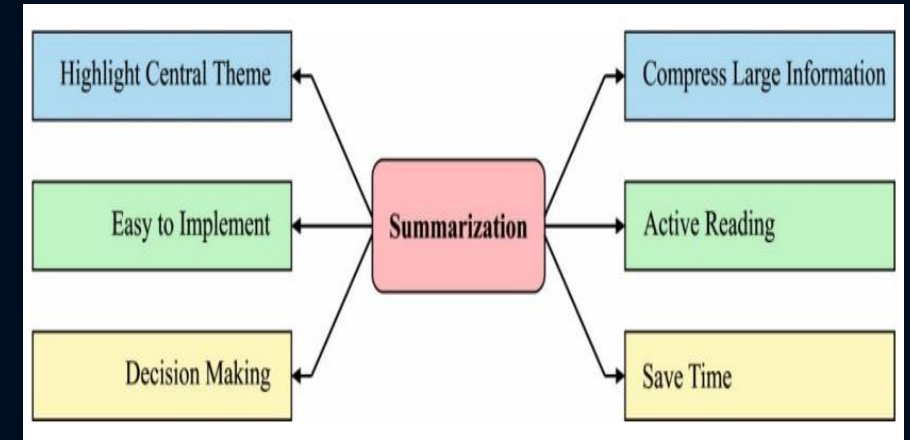 Highlight Central Theme
Compress Large Information
Easy to Implement
Summarization
Active Reading
Decision Making
Save Time